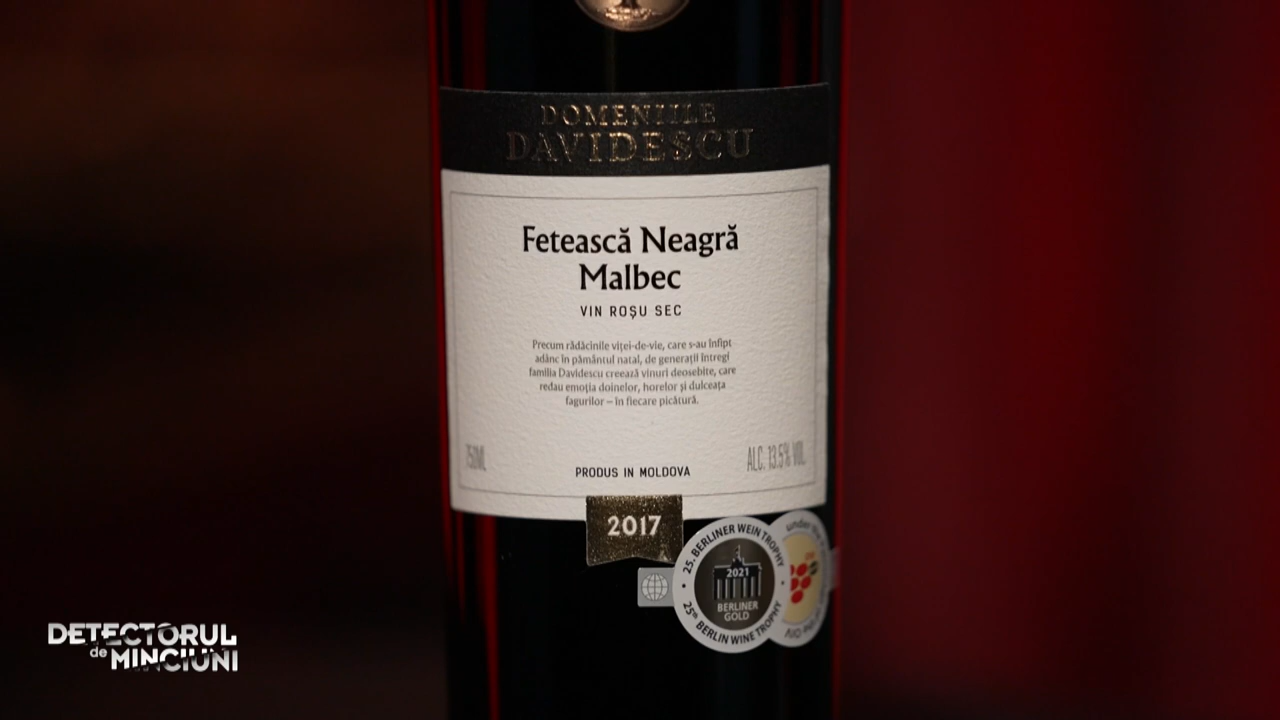 DOMENIILE
DAVIDESCU
Fetească Neagră
Malbec
VIN ROȘU SEC
Precum rădăcinile viței-de-vie, care s-au înfipt
adânc în pământul natal, de generații întregi
familia Davidescu creează vinuri deosebite, care
redau emoția doinelor, horelor și dulceața
fagurilor – în fiecare picătură.
750ML
ALC. 13.5% VOL.
PRODUS IN MOLDOVA
2017
25. BERLINER WEIN TROPHY
2021
BERLINER
GOLD
25th BERLIN WINE TROPHY
under the
DETECTORUL
de
MINCIUNI